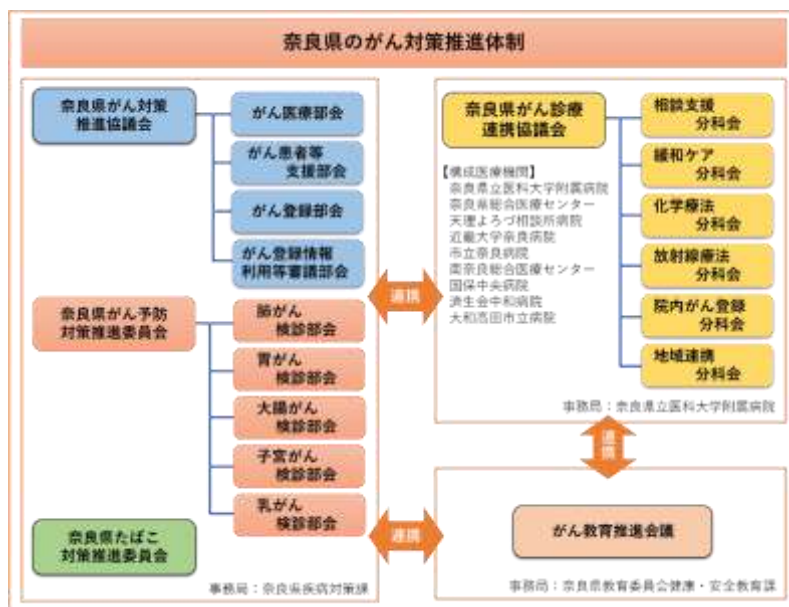 奈良県のがん対策推進体制
奈良県がん対策
推進協議会
がん医療部会
がん患者等
支援部会
がん登録部会
がん登録情報
利用等審議部会
奈良県がん予防
対策推進委員会
肺がん
検診部会
胃がん
検診部会
大腸がん
検診部会
子宮がん
検診部会
乳がん
検診部会
奈良県たばこ
対策推進委員会
事務局：奈良県疾病対策課
連携
連携
奈良県がん診療
連携協議会
【構成医療機関】
奈良県立医科大学附属病院
奈良県総合医療センター
天理よろづ相談所病院
近畿大学奈良病院
市立奈良病院
南奈良総合医療センター
国保中央病院
済生会中和病院
大和高田市立病院
相談支援
分科会
緩和ケア
分科会
化学療法
分科会
放射線療法
分科会
院内がん登録
分科会
地域連携
分科会
事務局：奈良県立医科大学附属病院
連携
がん教育推進会議
事務局：奈良県教育委員会健康・安全教育課